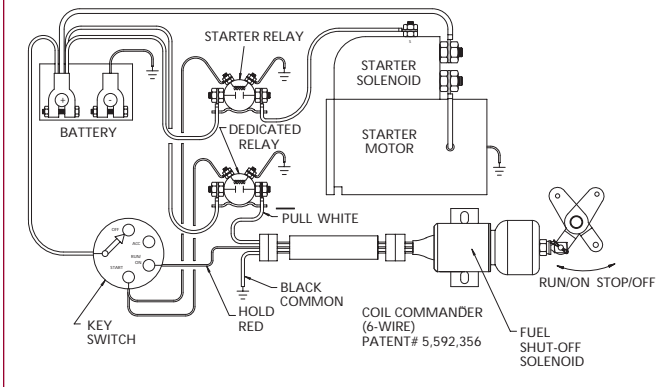 STARTER RELAY
S
STARTER
SOLENOID
+
-
BATTERY
DEDICATED
RELAY
STARTER
MOTOR
PULL WHITE
OFF
ACC
RUN
ON
START
RUN/ON STOP/OFF
BLACK
COMMON
KEY
SWITCH
HOLD
RED
COIL COMMANDER
(6-WIRE)
PATENT# 5,592,356
FUEL
SHUT-OFF
SOLENOID